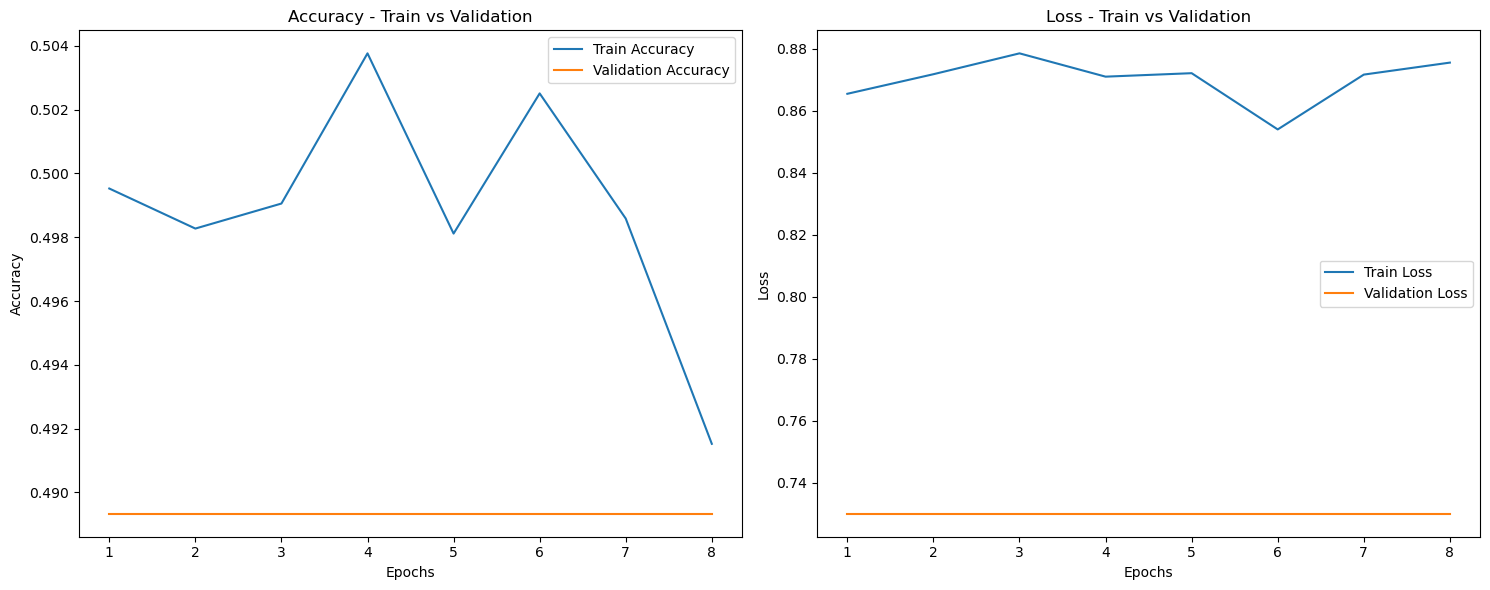 Accuracy - Train vs Validation
0.504
0.502
0.500
0.498
0.496
0.494
0.492
0.490
Accuracy
Train Accuracy
Validation Accuracy
1 2 3 4 5 6 7 8
Epochs
Loss - Train vs Validation
0.88
0.86
0.84
0.82
0.80
0.78
0.76
0.74
Loss
Train Loss
Validation Loss
1 2 3 4 5 6 7 8
Epochs